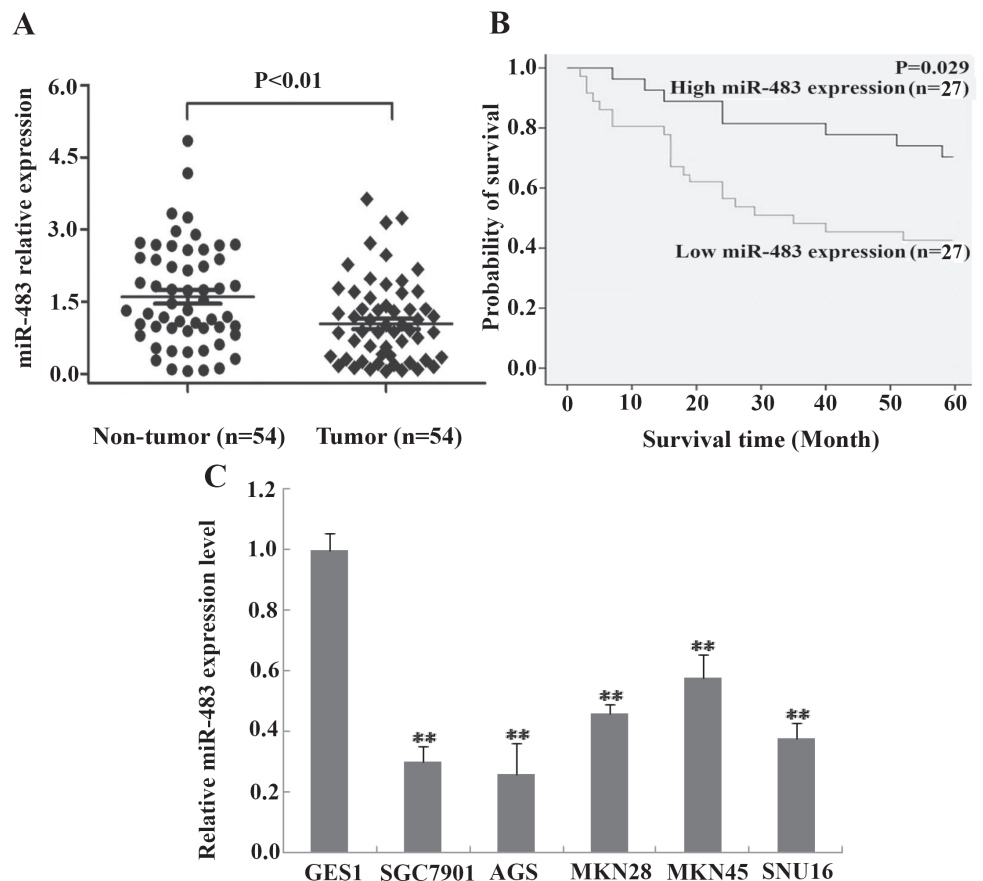 A
miR-483 relative expression
6.0
4.5
3.0
1.5
0.0
P<0.01
Non-tumor (n=54)
Tumor (n=54)
B
Probability of survival
1.0
0.8
0.6
0.4
0.2
0.0
P=0.029
High miR-483 expression (n=27)
Low miR-483 expression (n=27)
0 10 20 30 40 50 60
Survival time (Month)
C
Relative miR-483 expression level
1.2
1.0
0.8
0.6
0.4
0.2
0.0
** ** ** ** **
GES1 SGC7901 AGS MKN28 MKN45 SNU16